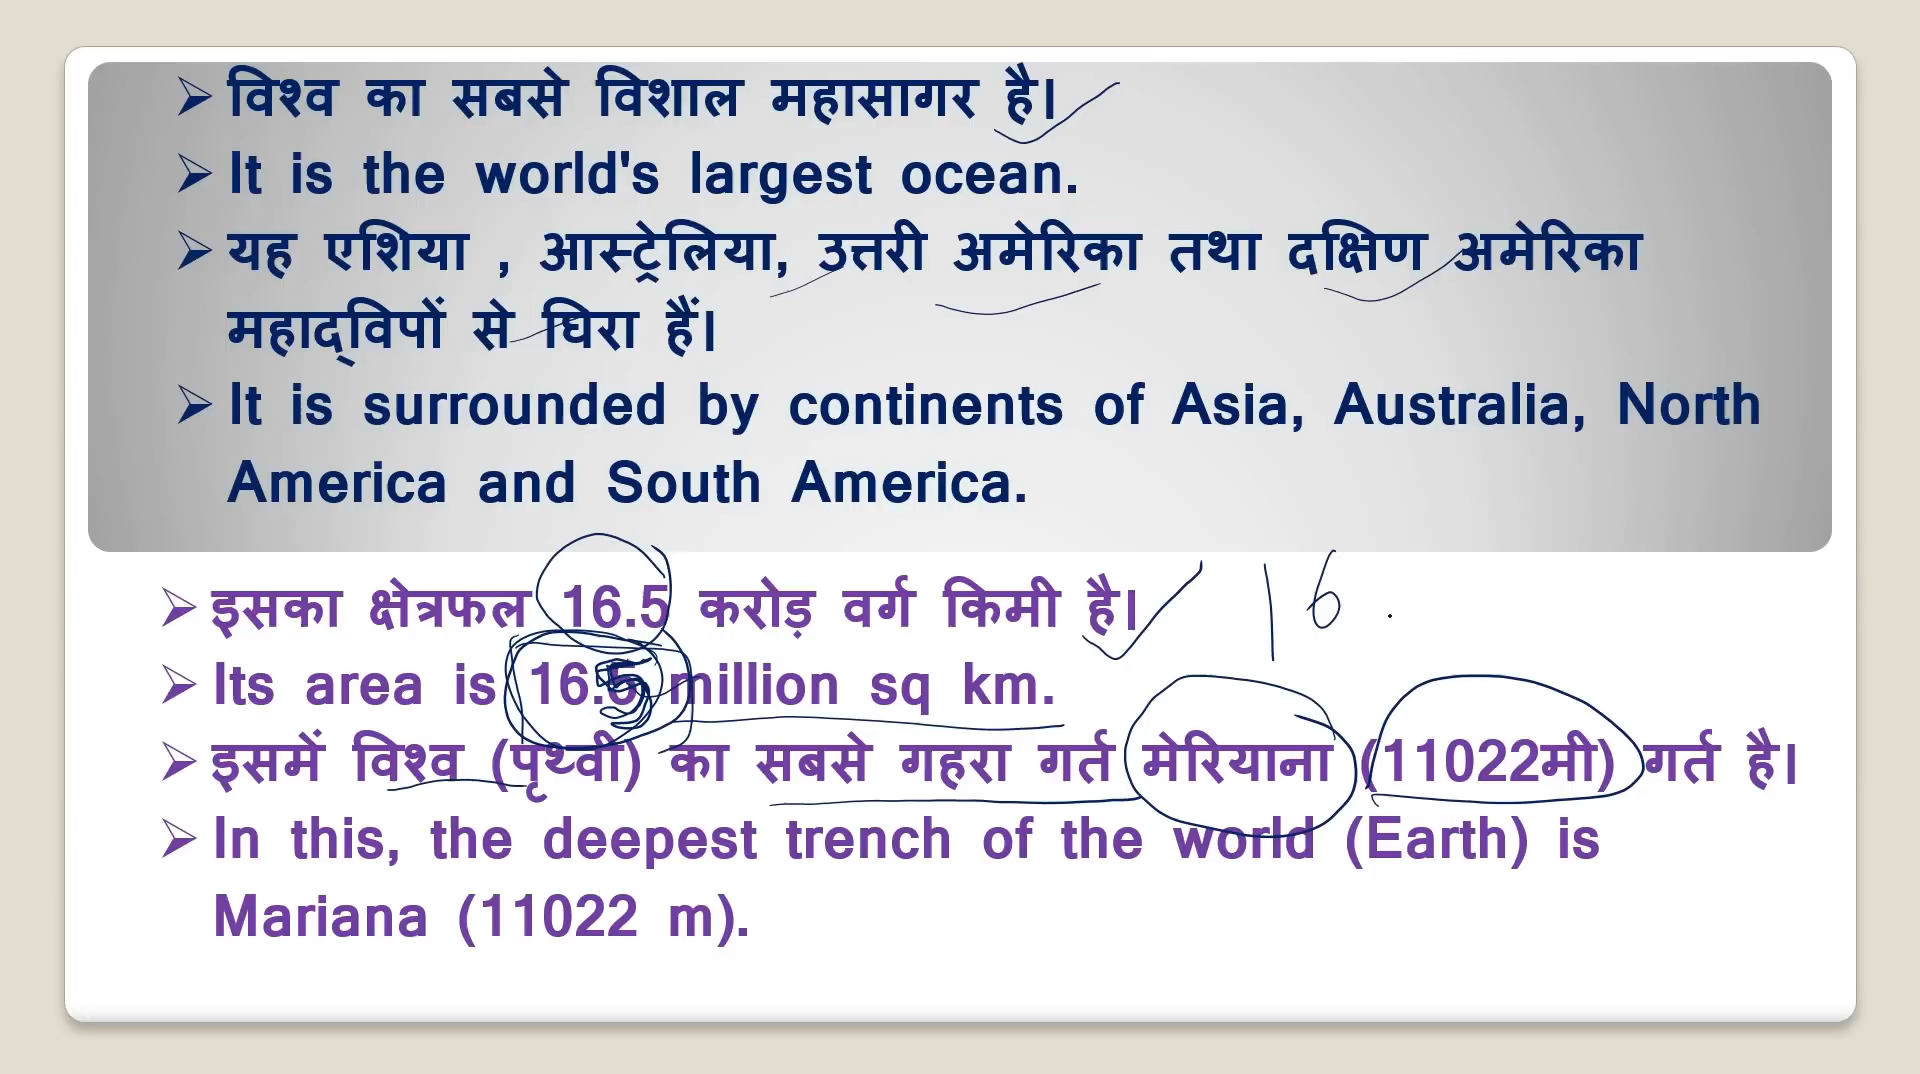 विश्व का सबसे विशाल महासागर है।
It is the world's largest ocean.
यह एशिया , आस्ट्रेलिया, उत्तरी अमेरिका तथा दक्षिण अमेरिका
महाद्विपों से घिरा हैं।
It is surrounded by continents of Asia, Australia, North
America and South America.
इसका क्षेत्रफल 16.5 करोड़ वर्ग किमी है। 16.
Its area is 16.5 million sq km.
इसमें विश्व (पृथ्वी) का सबसे गहरा गर्त मेरियाना (11022मी) गर्त है।
In this, the deepest trench of the world (Earth) is
Mariana (11022 m).